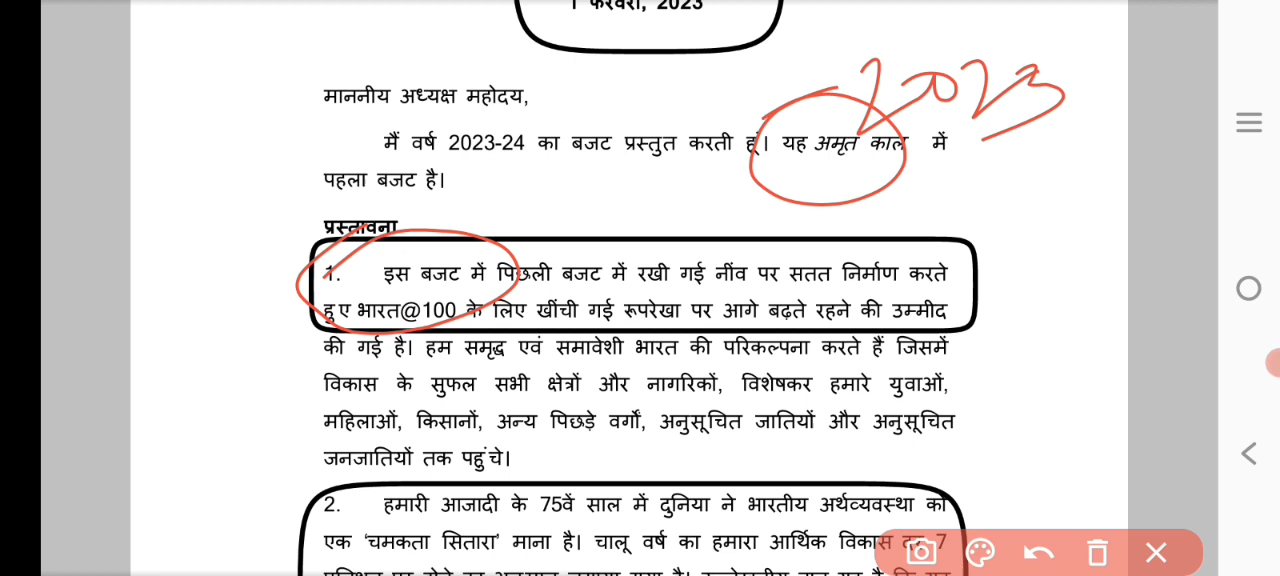 1 फरवरी, 2023
2023
माननीय अध्यक्ष महोदय,
मैं वर्ष 2023-24 का बजट प्रस्तुत करती हूं। यह अमृत काल में
पहला बजट है।
प्रस्तावना
1. इस बजट में पिछली बजट में रखी गई नींव पर सतत निर्माण करते
हुए भारत@100 के लिए खींची गई रूपरेखा पर आगे बढ़ते रहने की उम्मीद
की गई है। हम समृद्ध एवं समावेशी भारत की परिकल्पना करते हैं जिसमें
विकास के सुफल सभी क्षेत्रों और नागरिकों, विशेषकर हमारे युवाओं,
महिलाओं, किसानों, अन्य पिछड़े वर्गों, अनुसूचित जातियों और अनुसूचित
जनजातियों तक पहुंचे।
2. हमारी आजादी के 75वें साल में दुनिया ने भारतीय अर्थव्यवस्था को
एक ‘चमकता सितारा’ माना है। चालू वर्ष का हमारा आर्थिक विकास दर 7